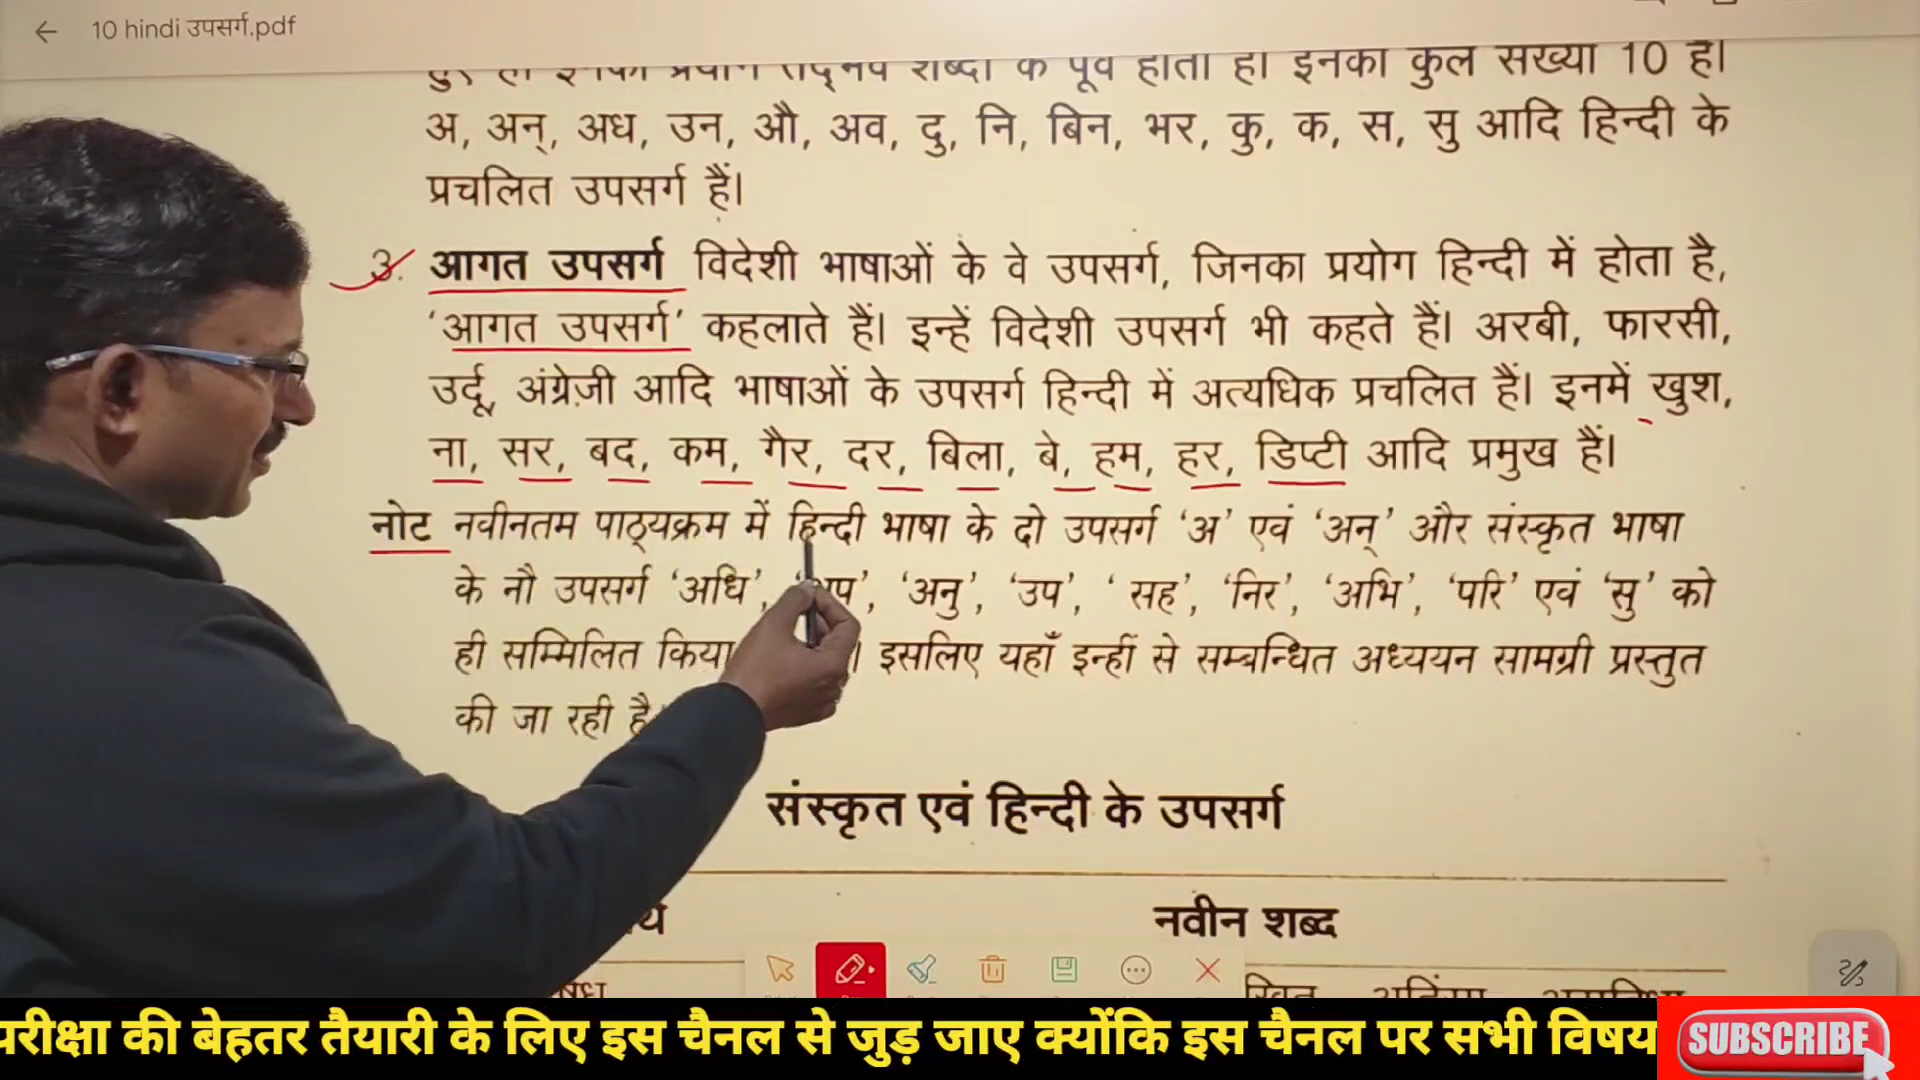 10 hindi उपसर्ग.pdf
शब्दों के पूर्व होता है। इनकी कुल संख्या 10 है।
अ, अन्, अध, उन, औ, अव, दु, नि, बिन, भर, कु, क, स, सु आदि हिन्दी के
प्रचलित उपसर्ग हैं।
3. आगत उपसर्ग विदेशी भाषाओं के वे उपसर्ग, जिनका प्रयोग हिन्दी में होता है,
'आगत उपसर्ग' कहलाते हैं। इन्हें विदेशी उपसर्ग भी कहते हैं। अरबी, फारसी,
उर्दू, अंग्रेज़ी आदि भाषाओं के उपसर्ग हिन्दी में अत्यधिक प्रचलित हैं। इनमें खुश,
ना, सर, बद, कम, गैर, दर, बिला, बे, हम, हर, डिप्टी आदि प्रमुख हैं।
नोट नवीनतम पाठ्यक्रम में हिन्दी भाषा के दो उपसर्ग 'अ' एवं 'अन्' और संस्कृत भाषा
के नौ उपसर्ग 'अधि', 'अनु', 'उप', ' सह', 'निर', 'अभि', 'परि' एवं 'सु' को
ही सम्मिलित किया इसलिए यहाँ इन्हीं से सम्बन्धित अध्ययन सामग्री प्रस्तुत
की जा रही है
संस्कृत एवं हिन्दी के उपसर्ग
नवीन शब्द
परीक्षा की बेहतर तैयारी के लिए इस चैनल से जुड़ जाए क्योंकि इस चैनल पर सभी विषय
SUBSCRIBE